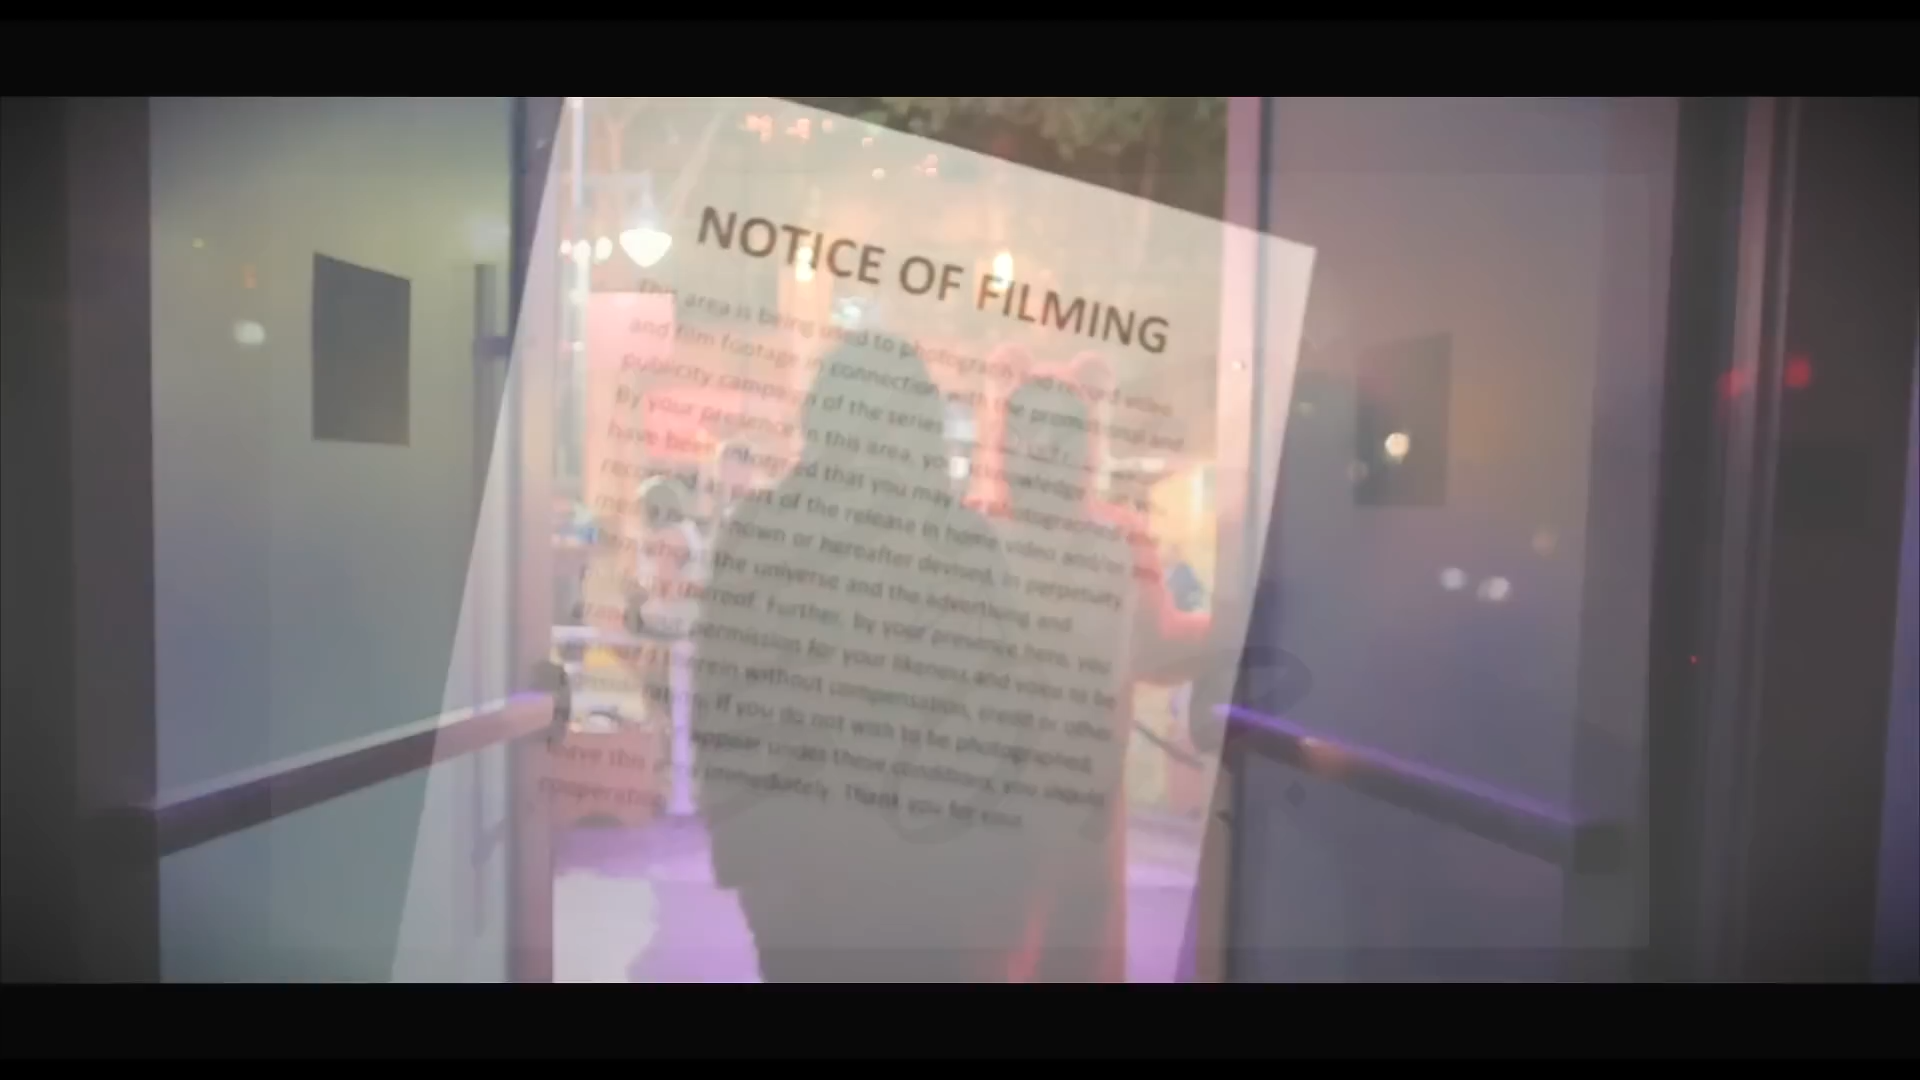 NOTICE OF FILMING
This area is being used to photograph and record video
and film footage in connection with the promotional and
publicity campaign of the series
By your presence in this area, you acknowledge that you
have been informed that you may be photographed and
recorded as part of the release in home video and/or any
media now known or hereafter devised, in perpetuity
throughout the universe and the advertising and
publicity thereof. Further, by your presence here, you
grant your permission for your likeness and voice to be
included therein without compensation, credit or other
consideration. If you do not wish to be photographed,
appear under these conditions, you should
leave this area immediately. Thank you for your
cooperation.